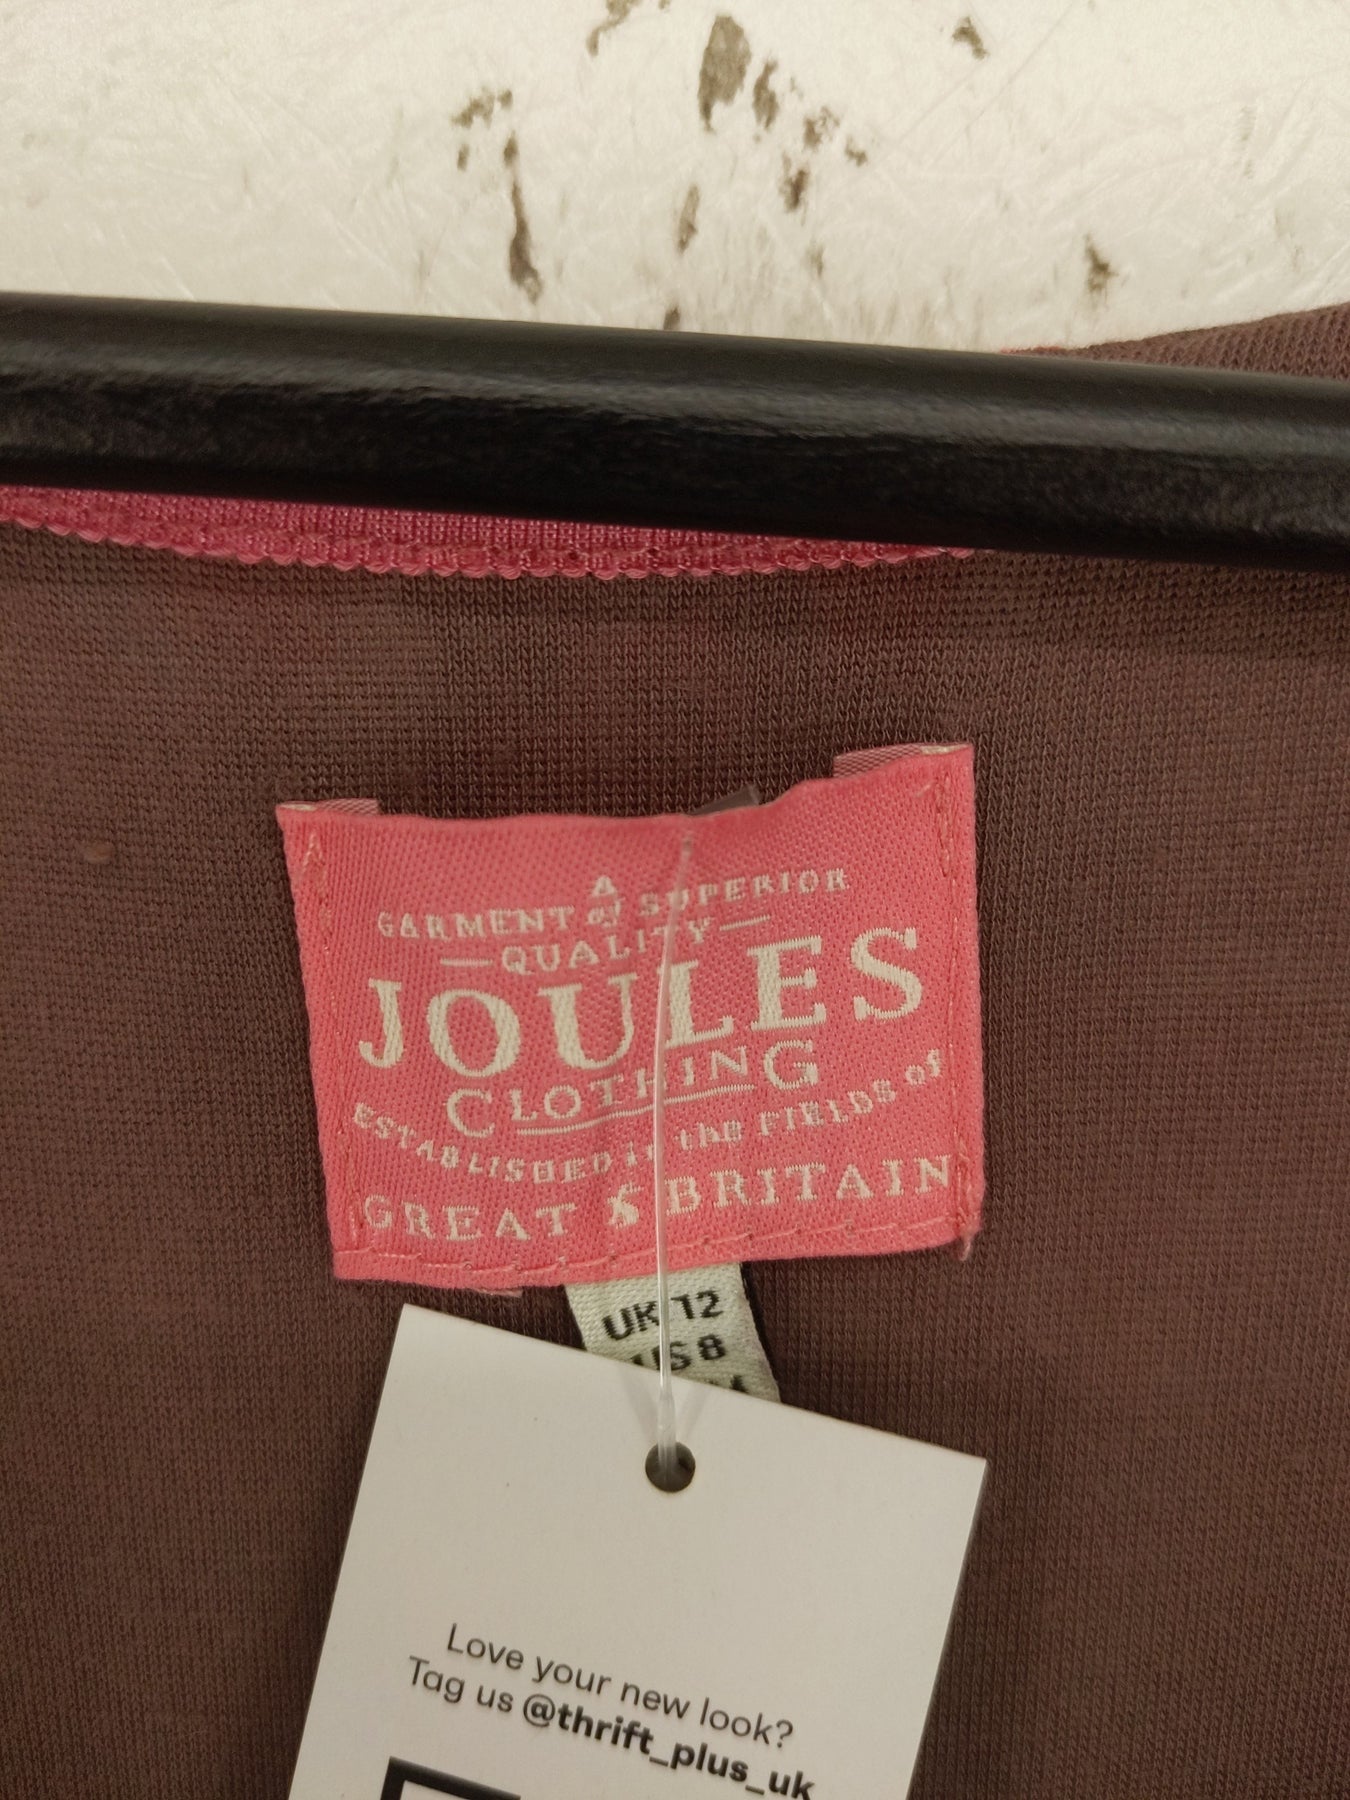 A
GARMENT of SUPERIOR
QUALITY
JOULES
CLOTHING
ESTABLISHED in the FIELDS of
GREAT BRITAIN
UK 12
US 8
Love your new look?
Tag us @thrift_plus_uk